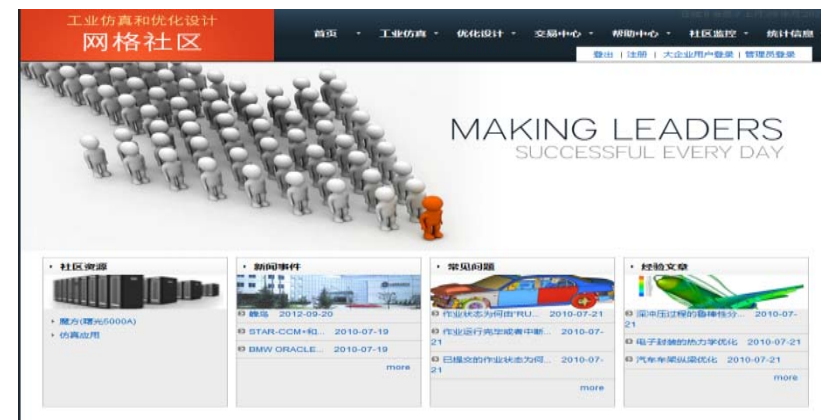 工业仿真和优化设计
网格社区
首页 工业仿真 优化设计 交易中心 帮助中心 社区监控 统计信息
登出 | 注册 | 大企业用户登录 | 管理员登录
MAKING LEADERS
SUCCESSFUL EVERY DAY
社区资源
魔方(曙光5000A)
仿真应用
新闻事件
蜂鸟 2012-09-20
STAR-CCM+和... 2010-07-19
BMW ORACLE... 2010-07-19
more
常见问题
作业状态为何由'RU... 2010-07-21
作业运行完毕或者中断... 2010-07-
21
已提交的作业状态为何... 2010-07-
21
more
经验文章
深冲压过程的鲁棒性分... 2010-07-
21
电子封装的热力学优化 2010-07-21
汽车车架纵梁优化 2010-07-21
more